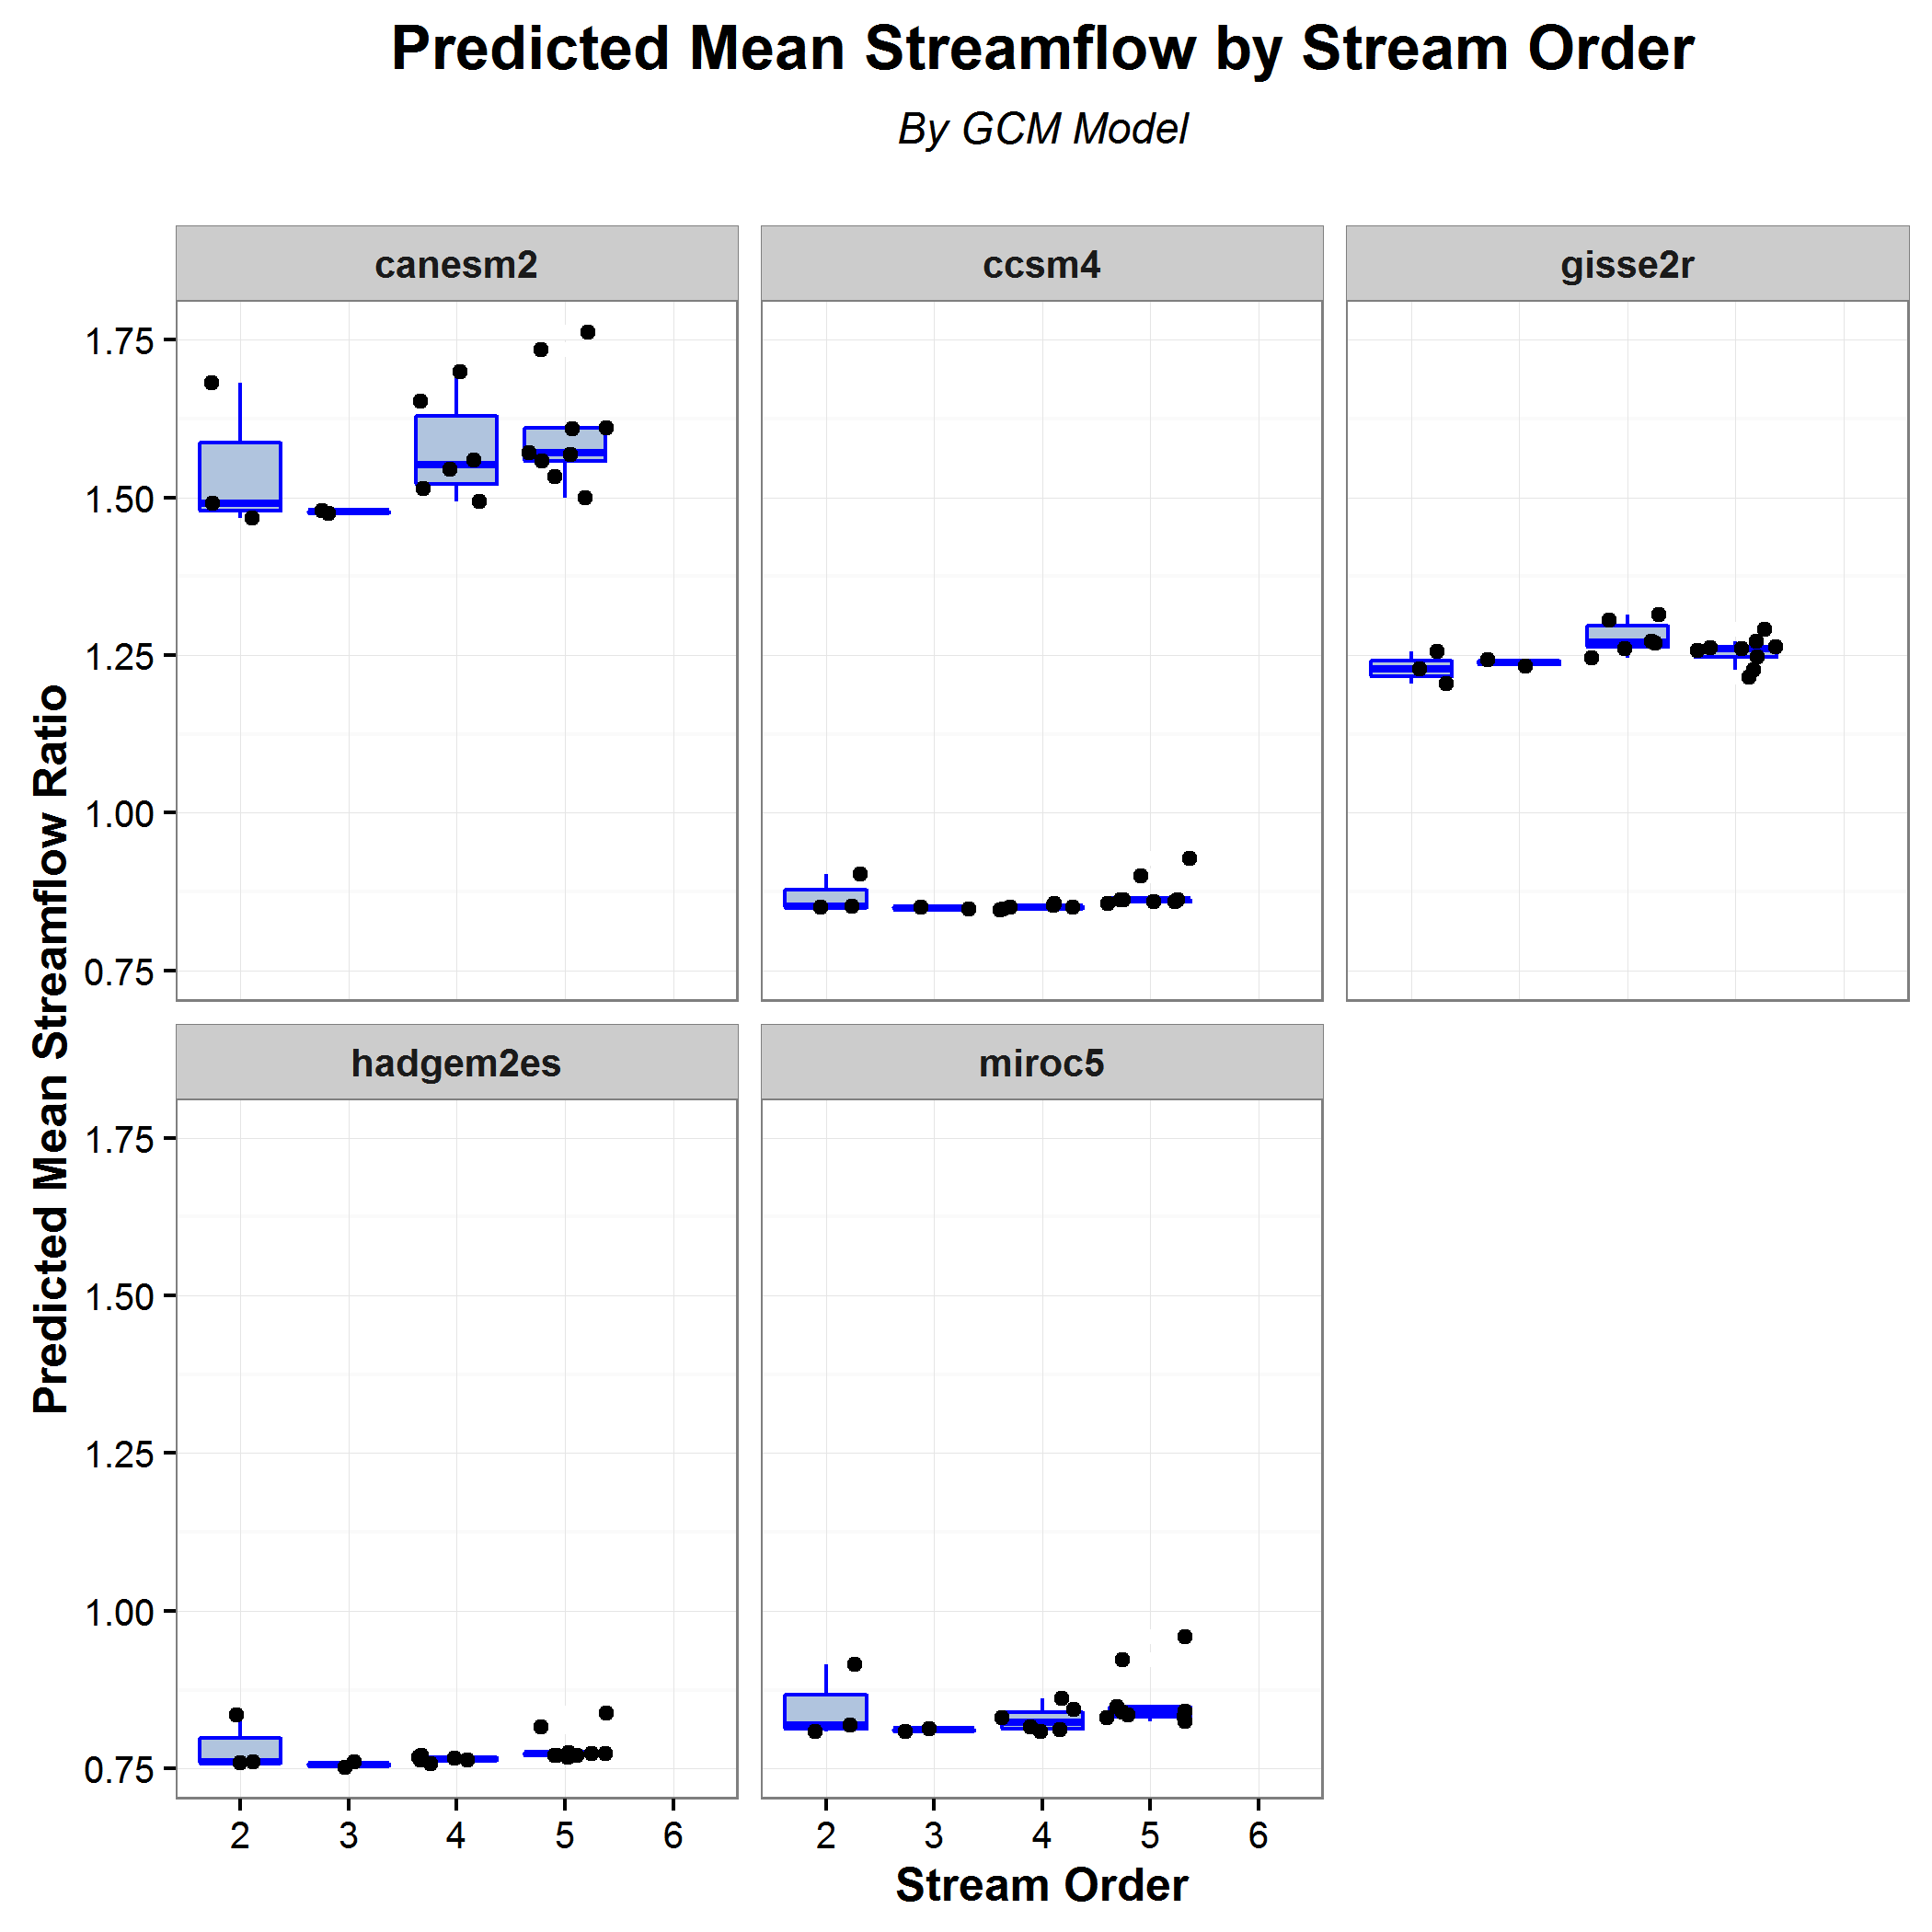 Predicted Mean Streamflow by Stream Order
By GCM Model
canesm2
ccsm4
gisse2r
1.75
1.50
1.25
1.00
0.75
Predicted Mean Streamflow Ratio
hadgem2es
miroc5
1.75
1.50
1.25
1.00
0.75
2 3 4 5 6
2 3 4 5 6
Stream Order